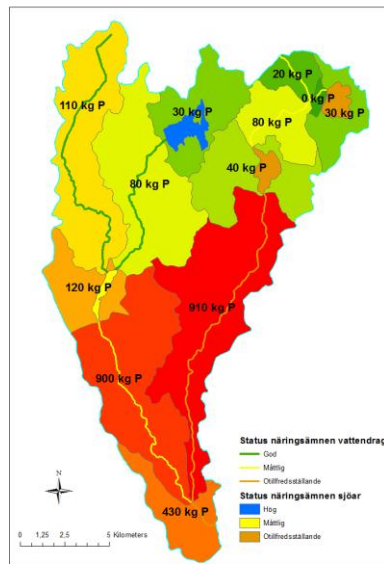 20 kg P
110 kg P
30 kg P
0 kg P
30 kg P
80 kg P
40 kg P
80 kg P
120 kg P
910 kg P
900 kg P
430 kg P
Status näringsämnen vattendrag
God
Måttlig
Otillfredsställande
Status näringsämnen sjöar
Hög
Måttlig
Otillfredsställande
N
0 1,25 2,5 5 Kilometers